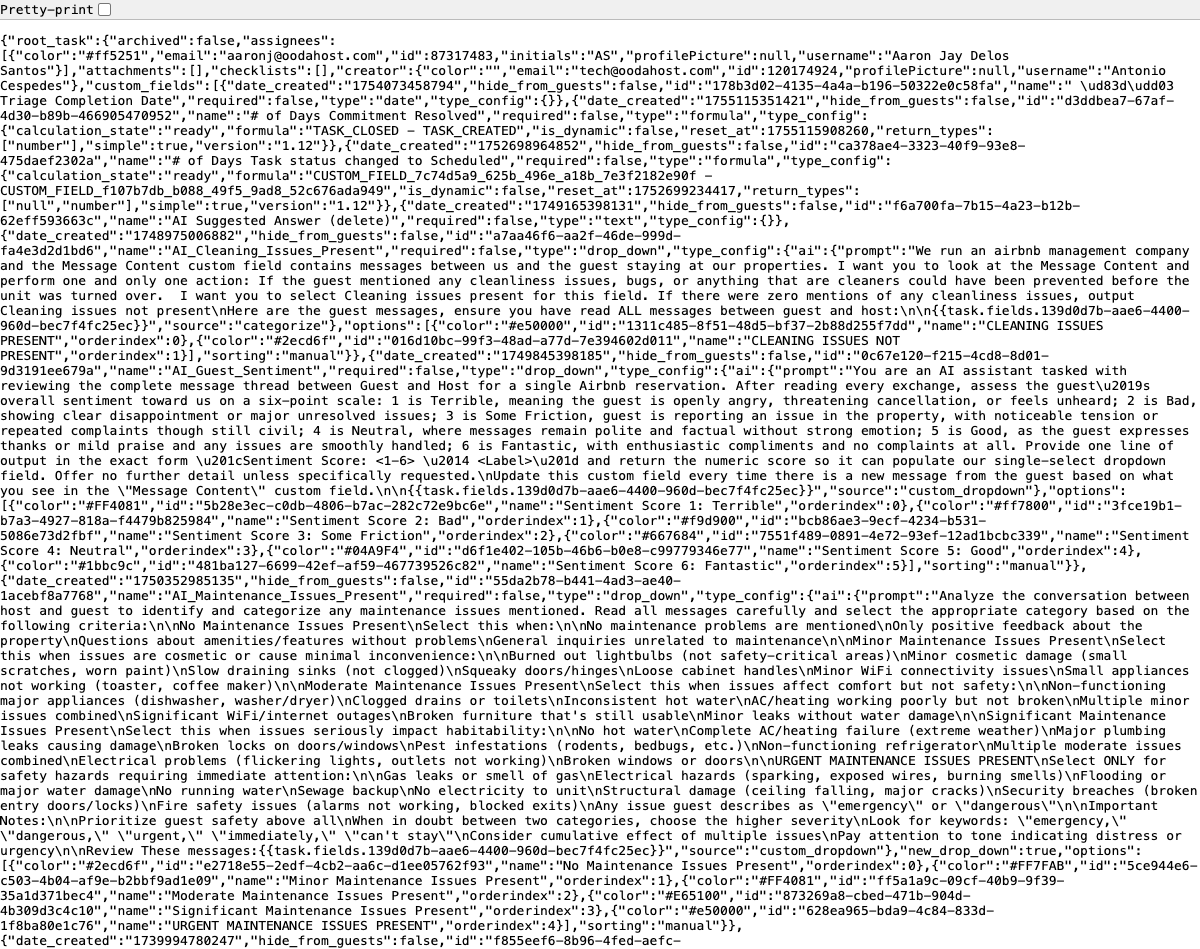 Pretty-print
{"root_task":{"archived":false,"assignees":
[{"color":"#ff5251","email":"aaronj@oodahost.com","id":87317483,"initials":"AS","profilePicture":null,"username":"Aaron Jay Delos
Santos"}],"attachments":[],"checklists":[],"creator":{"color":"","email":"tech@oodahost.com","id":120174924,"profilePicture":null,"username":"Antonio
Cespedes"},"custom_fields":[{"date_created":"1754073458794","hide_from_guests":false,"id":"178b3d02-4135-4a4a-b196-50322e0c58fa","name":" \ud83d\udd03
Triage Completion Date","required":false,"type":"date","type_config":{}},{"date_created":"1755115351421","hide_from_guests":false,"id":"d3ddbea7-67af-
4d30-b89b-466905470952","name":"# of Days Commitment Resolved","required":false,"type":"formula","type_config":
{"calculation_state":"ready","formula":"TASK_CLOSED - TASK_CREATED","is_dynamic":false,"reset_at":1755115908260,"return_types":
["number"],"simple":true,"version":"1.12"}},{"date_created":"1752698964852","hide_from_guests":false,"id":"ca378ae4-3323-40f9-93e8-
475daef2302a","name":"# of Days Task status changed to Scheduled","required":false,"type":"formula","type_config":
{"calculation_state":"ready","formula":"CUSTOM_FIELD_7c74d5a9_625b_496e_a18b_7e3f2182e90f -
CUSTOM_FIELD_f107b7db_b088_49f5_9ad8_52c676ada949","is_dynamic":false,"reset_at":1752699234417,"return_types":
["null","number"],"simple":true,"version":"1.12"}},{"date_created":"1749165398131","hide_from_guests":false,"id":"f6a700fa-7b15-4a23-b12b-
62eff593663c","name":"AI Suggested Answer (delete)","required":false,"type":"text","type_config":{}},
{"date_created":"1748975006882","hide_from_guests":false,"id":"a7aa46f6-aa2f-46de-999d-
fa4e3d2d1bd6","name":"AI_Cleaning_Issues_Present","required":false,"type":"drop_down","type_config":{"ai":{"prompt":"We run an airbnb management company
and the Message Content custom field contains messages between us and the guest staying at our properties. I want you to look at the Message Content and
perform one and only one action: If the guest mentioned any cleanliness issues, bugs, or anything that are cleaners could have been prevented before the
unit was turned over.  I want you to select Cleaning issues present for this field. If there were zero mentions of any cleanliness issues, output
Cleaning issues not present\nHere are the guest messages, ensure you have read ALL messages between guest and host:\n\n{{task.fields.139d0d7b-aae6-4400-
960d-bec7f4fc25ec}}","source":"categorize"},"options":[{"color":"#e50000","id":"1311c485-8f51-48d5-bf37-2b88d255f7dd","name":"CLEANING ISSUES
PRESENT","orderindex":0},{"color":"#2ecd6f","id":"016d10bc-99f3-48ad-a77d-7e394602d011","name":"CLEANING ISSUES NOT
PRESENT","orderindex":1}],"sorting":"manual"}},{"date_created":"1749845398185","hide_from_guests":false,"id":"0c67e120-f215-4cd8-8d01-
9d3191ee679a","name":"AI_Guest_Sentiment","required":false,"type":"drop_down","type_config":{"ai":{"prompt":"You are an AI assistant tasked with
reviewing the complete message thread between Guest and Host for a single Airbnb reservation. After reading every exchange, assess the guest\u2019s
overall sentiment toward us on a six-point scale: 1 is Terrible, meaning the guest is openly angry, threatening cancellation, or feels unheard; 2 is Bad,
showing clear disappointment or major unresolved issues; 3 is Some Friction, guest is reporting an issue in the property, with noticeable tension or
repeated complaints though still civil; 4 is Neutral, where messages remain polite and factual without strong emotion; 5 is Good, as the guest expresses
thanks or mild praise and any issues are smoothly handled; 6 is Fantastic, with enthusiastic compliments and no complaints at all. Provide one line of
output in the exact form \u201cSentiment Score: <1-6> \u2014 <Label>\u201d and return the numeric score so it can populate our single-select dropdown
field. Offer no further detail unless specifically requested.\nUpdate this custom field every time there is a new message from the guest based on what
you see in the \"Message Content\" custom field.\n\n{{task.fields.139d0d7b-aae6-4400-960d-bec7f4fc25ec}}","source":"custom_dropdown"},"options":
[{"color":"#FF4081","id":"5b28e3ec-c0db-4806-b7ac-282c72e9bc6e","name":"Sentiment Score 1: Terrible","orderindex":0},{"color":"#ff7800","id":"3fce19b1-
b7a3-4927-818a-f4479b825984","name":"Sentiment Score 2: Bad","orderindex":1},{"color":"#f9d900","id":"bcb86ae3-9ecf-4234-b531-
5086e73d2fbf","name":"Sentiment Score 3: Some Friction","orderindex":2},{"color":"#667684","id":"7551f489-0891-4e72-93ef-12ad1bcbc339","name":"Sentiment
Score 4: Neutral","orderindex":3},{"color":"#04A9F4","id":"d6f1e402-105b-46b6-b0e8-c99779346e77","name":"Sentiment Score 5: Good","orderindex":4},
{"color":"#1bbc9c","id":"481ba127-6699-42ef-af59-467739526c82","name":"Sentiment Score 6: Fantastic","orderindex":5}],"sorting":"manual"}},
{"date_created":"1750352985135","hide_from_guests":false,"id":"55da2b78-b441-4ad3-ae40-
1acebf8a7768","name":"AI_Maintenance_Issues_Present","required":false,"type":"drop_down","type_config":{"ai":{"prompt":"Analyze the conversation between
host and guest to identify and categorize any maintenance issues mentioned. Read all messages carefully and select the appropriate category based on the
following criteria:\n\nNo Maintenance Issues Present\nSelect this when:\n\nNo maintenance problems are mentioned\nOnly positive feedback about the
property\nQuestions about amenities/features without problems\nGeneral inquiries unrelated to maintenance\n\nMinor Maintenance Issues Present\nSelect
this when issues are cosmetic or cause minimal inconvenience:\n\nBurned out lightbulbs (not safety-critical areas)\nMinor cosmetic damage (small
scratches, worn paint)\nSlow draining sinks (not clogged)\nSqueaky doors/hinges\nLoose cabinet handles\nMinor WiFi connectivity issues\nSmall appliances
not working (toaster, coffee maker)\n\nModerate Maintenance Issues Present\nSelect this when issues affect comfort but not safety:\n\nNon-functioning
major appliances (dishwasher, washer/dryer)\nClogged drains or toilets\nInconsistent hot water\nAC/heating working poorly but not broken\nMultiple minor
issues combined\nSignificant WiFi/internet outages\nBroken furniture that's still usable\nMinor leaks without water damage\n\nSignificant Maintenance
Issues Present\nSelect this when issues seriously impact habitability:\n\nNo hot water\nComplete AC/heating failure (extreme weather)\nMajor plumbing
leaks causing damage\nBroken locks on doors/windows\nPest infestations (rodents, bedbugs, etc.)\nNon-functioning refrigerator\nMultiple moderate issues
combined\nElectrical problems (flickering lights, outlets not working)\nBroken windows or doors\n\nURGENT MAINTENANCE ISSUES PRESENT\nSelect ONLY for
safety hazards requiring immediate attention:\n\nGas leaks or smell of gas\nElectrical hazards (sparking, exposed wires, burning smells)\nFlooding or
major water damage\nNo running water\nSewage backup\nNo electricity to unit\nStructural damage (ceiling falling, major cracks)\nSecurity breaches (broken
entry doors/locks)\nFire safety issues (alarms not working, blocked exits)\nAny issue guest describes as \"emergency\" or \"dangerous\"\n\nImportant
Notes:\n\nPrioritize guest safety above all\nWhen in doubt between two categories, choose the higher severity\nLook for keywords: \"emergency,\"
\"dangerous,\" \"urgent,\" \"immediately,\" \"can't stay\"\nConsider cumulative effect of multiple issues\nPay attention to tone indicating distress or
urgency\n\nReview These messages:{{task.fields.139d0d7b-aae6-4400-960d-bec7f4fc25ec}}","source":"custom_dropdown"},"new_drop_down":true,"options":
[{"color":"#2ecd6f","id":"e2718e55-2edf-4cb2-aa6c-d1ee05762f93","name":"No Maintenance Issues Present","orderindex":0},{"color":"#FF7FAB","id":"5ce944e6-
c503-4b04-af9e-b2bbf9ad1e09","name":"Minor Maintenance Issues Present","orderindex":1},{"color":"#FF4081","id":"ff5a1a9c-09cf-40b9-9f39-
35a1d371bec4","name":"Moderate Maintenance Issues Present","orderindex":2},{"color":"#E65100","id":"873269a8-cbed-471b-904d-
4b309d3c4c10","name":"Significant Maintenance Issues Present","orderindex":3},{"color":"#e50000","id":"628ea965-bda9-4c84-833d-
1f8ba80e1c76","name":"URGENT MAINTENANCE ISSUES PRESENT","orderindex":4}],"sorting":"manual"}},
{"date_created":"1739994780247","hide_from_guests":false,"id":"f855eef6-8b96-4fed-aefc-